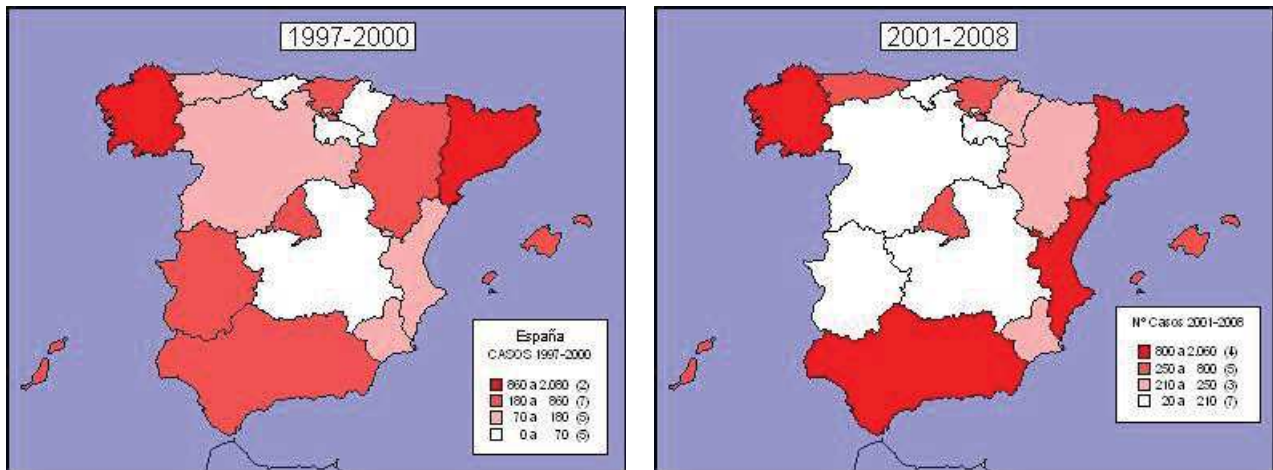 1997-2000
España
CASOS 1997-2000
860 a 2.080 (2)
180 a 860 (7)
70 a 180 (5)
0 a 70 (5)
2001-2008
Nº Casos 2001-2008
800 a 2.060 (4)
250 a 800 (5)
210 a 250 (3)
20 a 210 (7)